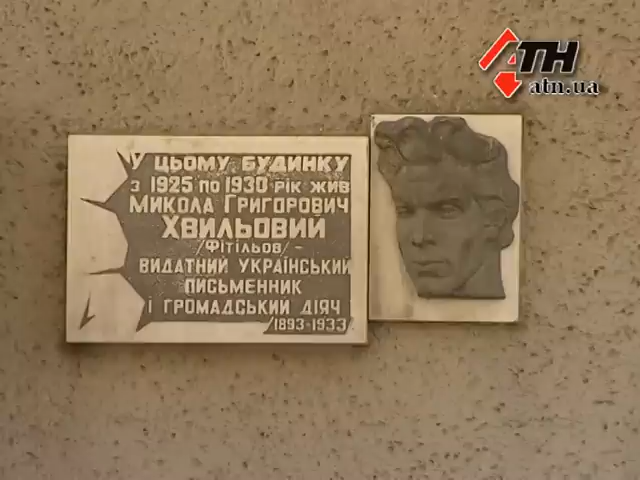 АТН
atn.ua
У ЦЬОМУ БУДИНКУ
з 1925 по 1930 рік жив
Микола Григорович
ХВИЛЬОВИЙ
/Фітільов/ –
ВИДАТНИЙ УКРАЇНСЬКИЙ
ПИСЬМЕННИК
І ГРОМАДСЬКИЙ ДІЯЧ
/1893-1933/